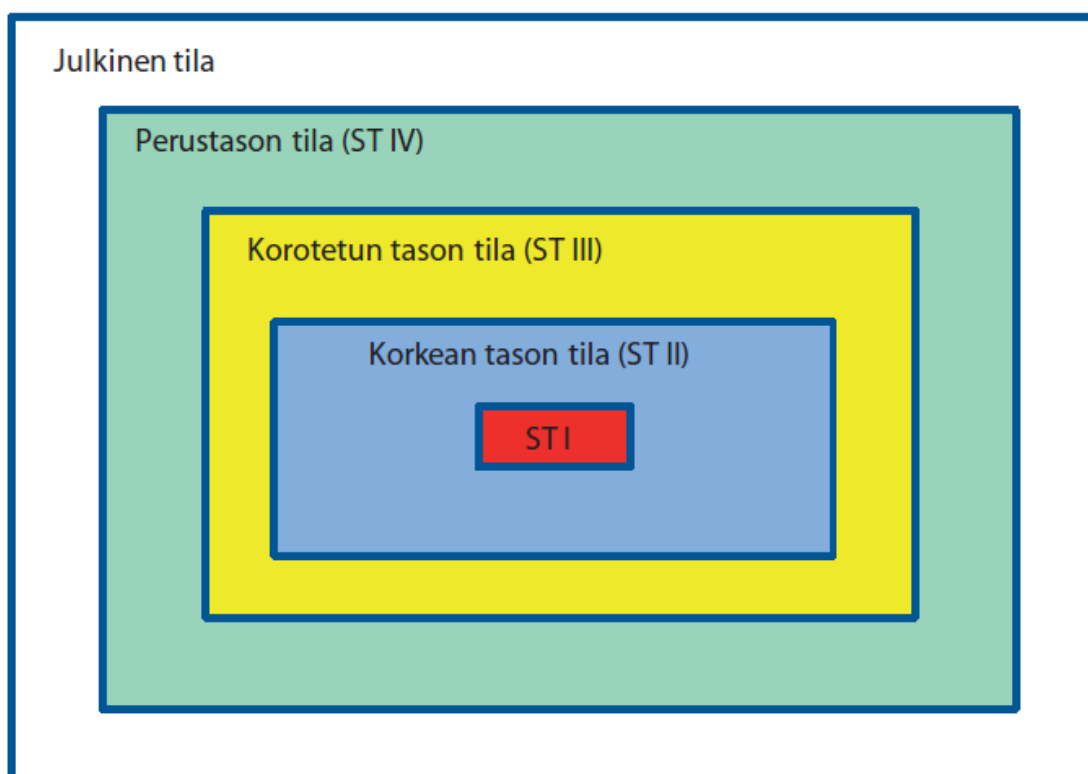 Julkinen tila
Perustason tila (ST IV)
Korotetun tason tila (ST III)
Korkean tason tila (ST II)
ST I